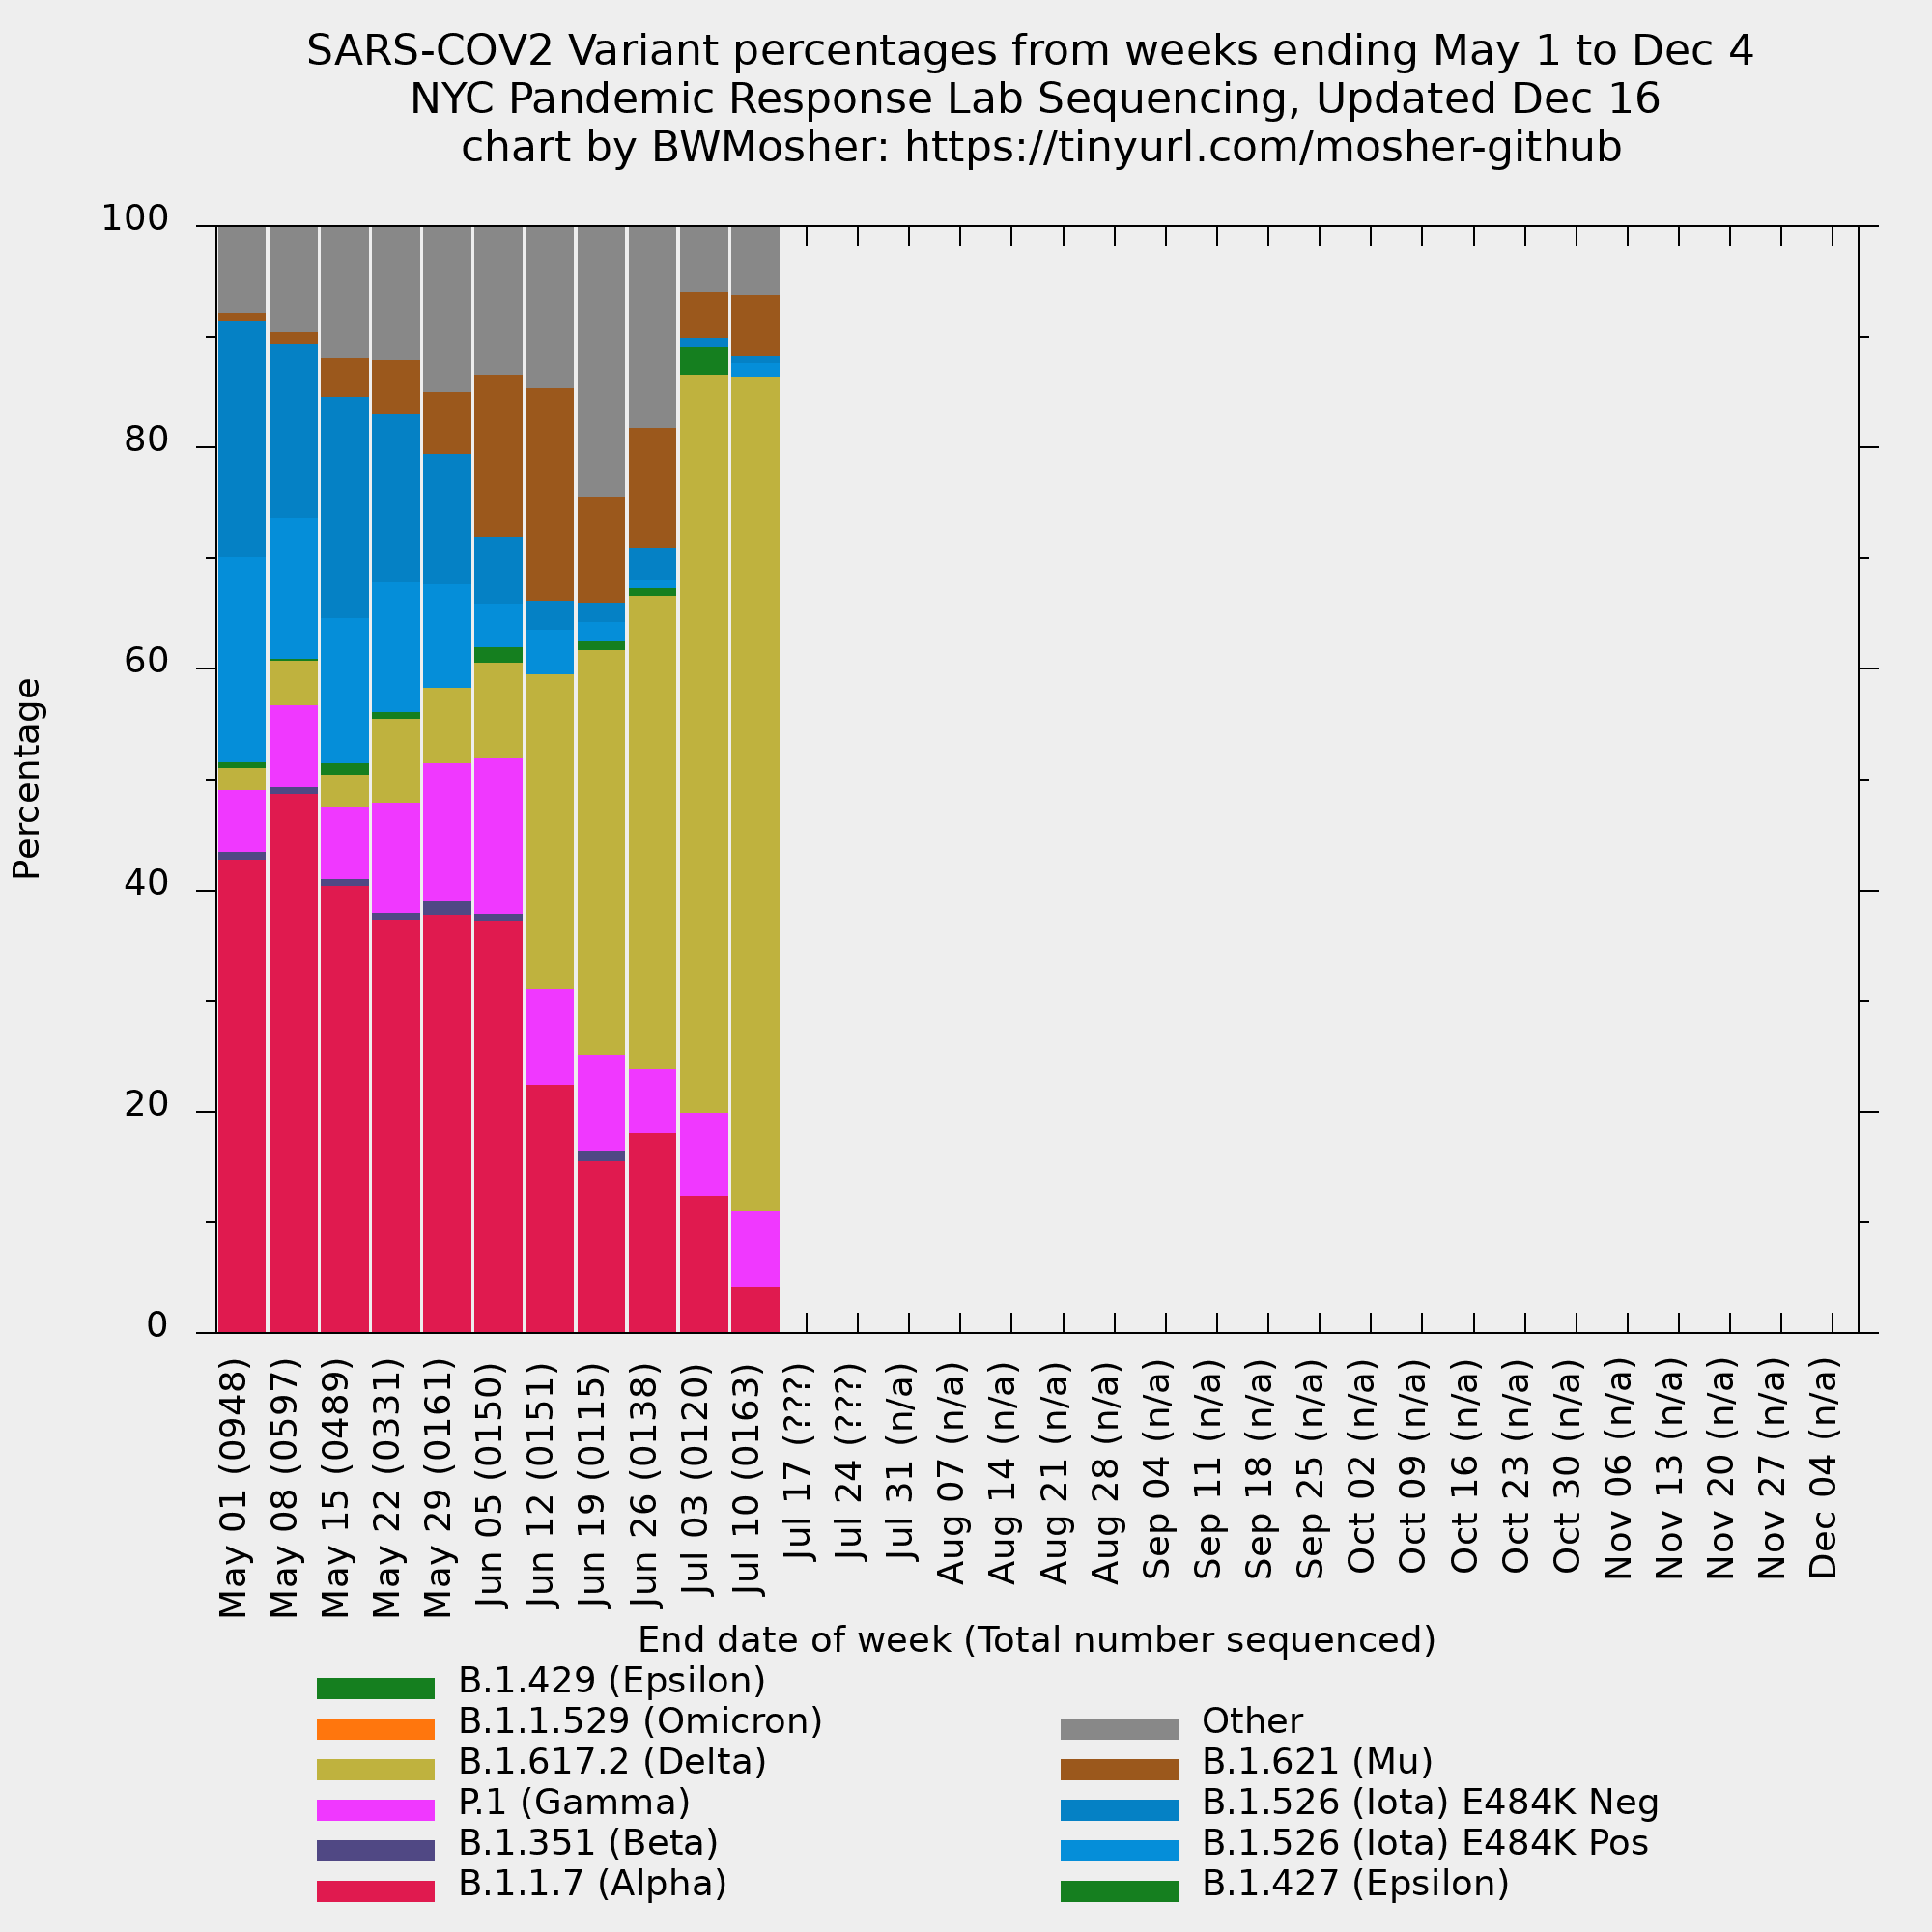 SARS-COV2 Variant percentages from weeks ending May 1 to Dec 4
NYC Pandemic Response Lab Sequencing, Updated Dec 16
chart by BWMosher: https://tinyurl.com/mosher-github
100
80
60
40
20
0
Percentage
May 01 (0948)
May 08 (0597)
May 15 (0489)
May 22 (0331)
May 29 (0161)
Jun 05 (0150)
Jun 12 (0151)
Jun 19 (0115)
Jun 26 (0138)
Jul 03 (0120)
Jul 10 (0163)
Jul 17 (???)
Jul 24 (???)
Jul 31 (n/a)
Aug 07 (n/a)
Aug 14 (n/a)
Aug 21 (n/a)
Aug 28 (n/a)
Sep 04 (n/a)
Sep 11 (n/a)
Sep 18 (n/a)
Sep 25 (n/a)
Oct 02 (n/a)
Oct 09 (n/a)
Oct 16 (n/a)
Oct 23 (n/a)
Oct 30 (n/a)
Nov 06 (n/a)
Nov 13 (n/a)
Nov 20 (n/a)
Nov 27 (n/a)
Dec 04 (n/a)
End date of week (Total number sequenced)
B.1.429 (Epsilon)
B.1.1.529 (Omicron)
B.1.617.2 (Delta)
P.1 (Gamma)
B.1.351 (Beta)
B.1.1.7 (Alpha)
Other
B.1.621 (Mu)
B.1.526 (Iota) E484K Neg
B.1.526 (Iota) E484K Pos
B.1.427 (Epsilon)